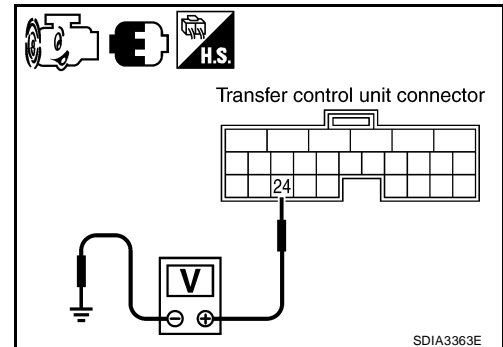 H.S.
Transfer control unit connector
24
V
SDIA3363E